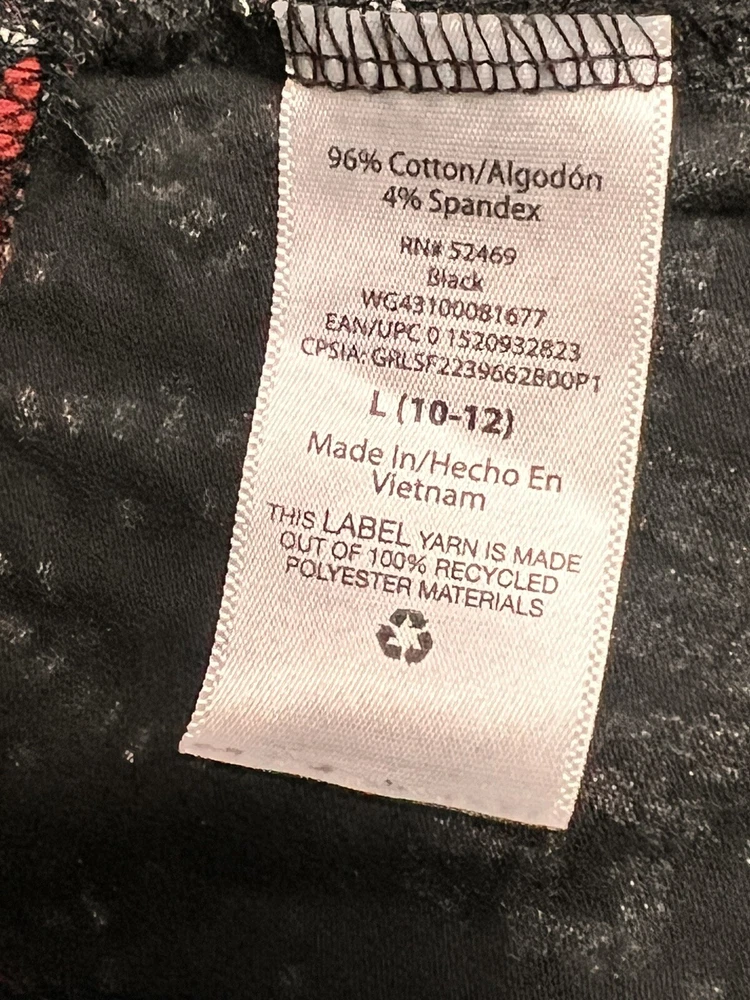 96% Cotton/Algodón
4% Spandex
RN# 52469
Black
WG43100081677
EAN/UPC 0 1520932823
CPSIA: GRLSF2239662B00P1
L (10-12)
Made In/Hecho En
Vietnam
THIS LABEL YARN IS MADE
OUT OF 100% RECYCLED
POLYESTER MATERIALS